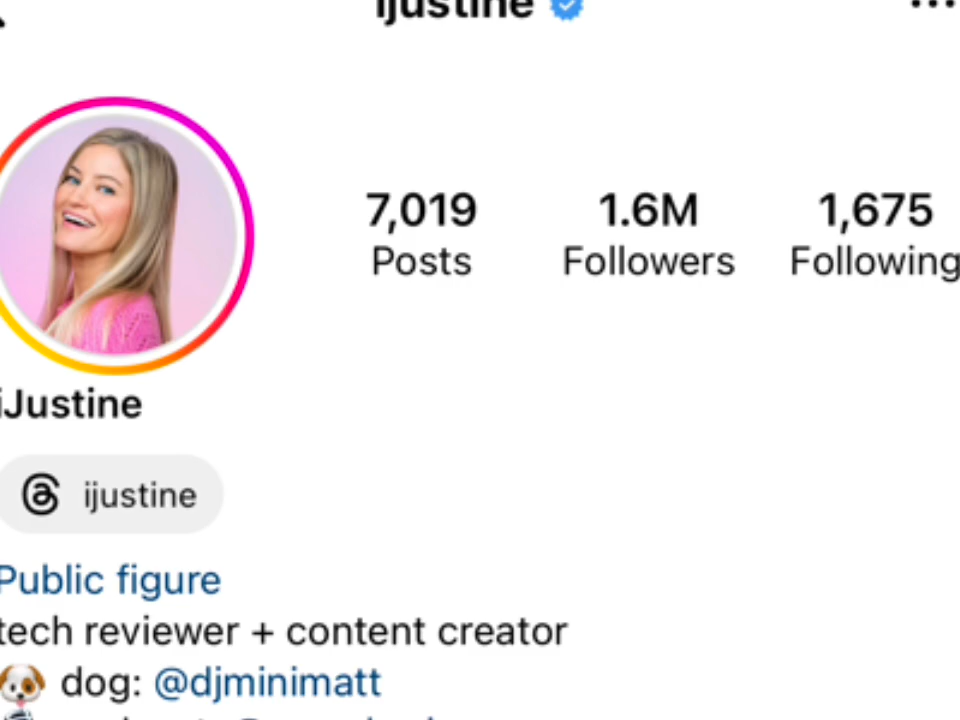 ijustine
7,019 1.6M 1,675
Posts Followers Following
iJustine
ijustine
Public figure
tech reviewer + content creator
dog: @djminimatt